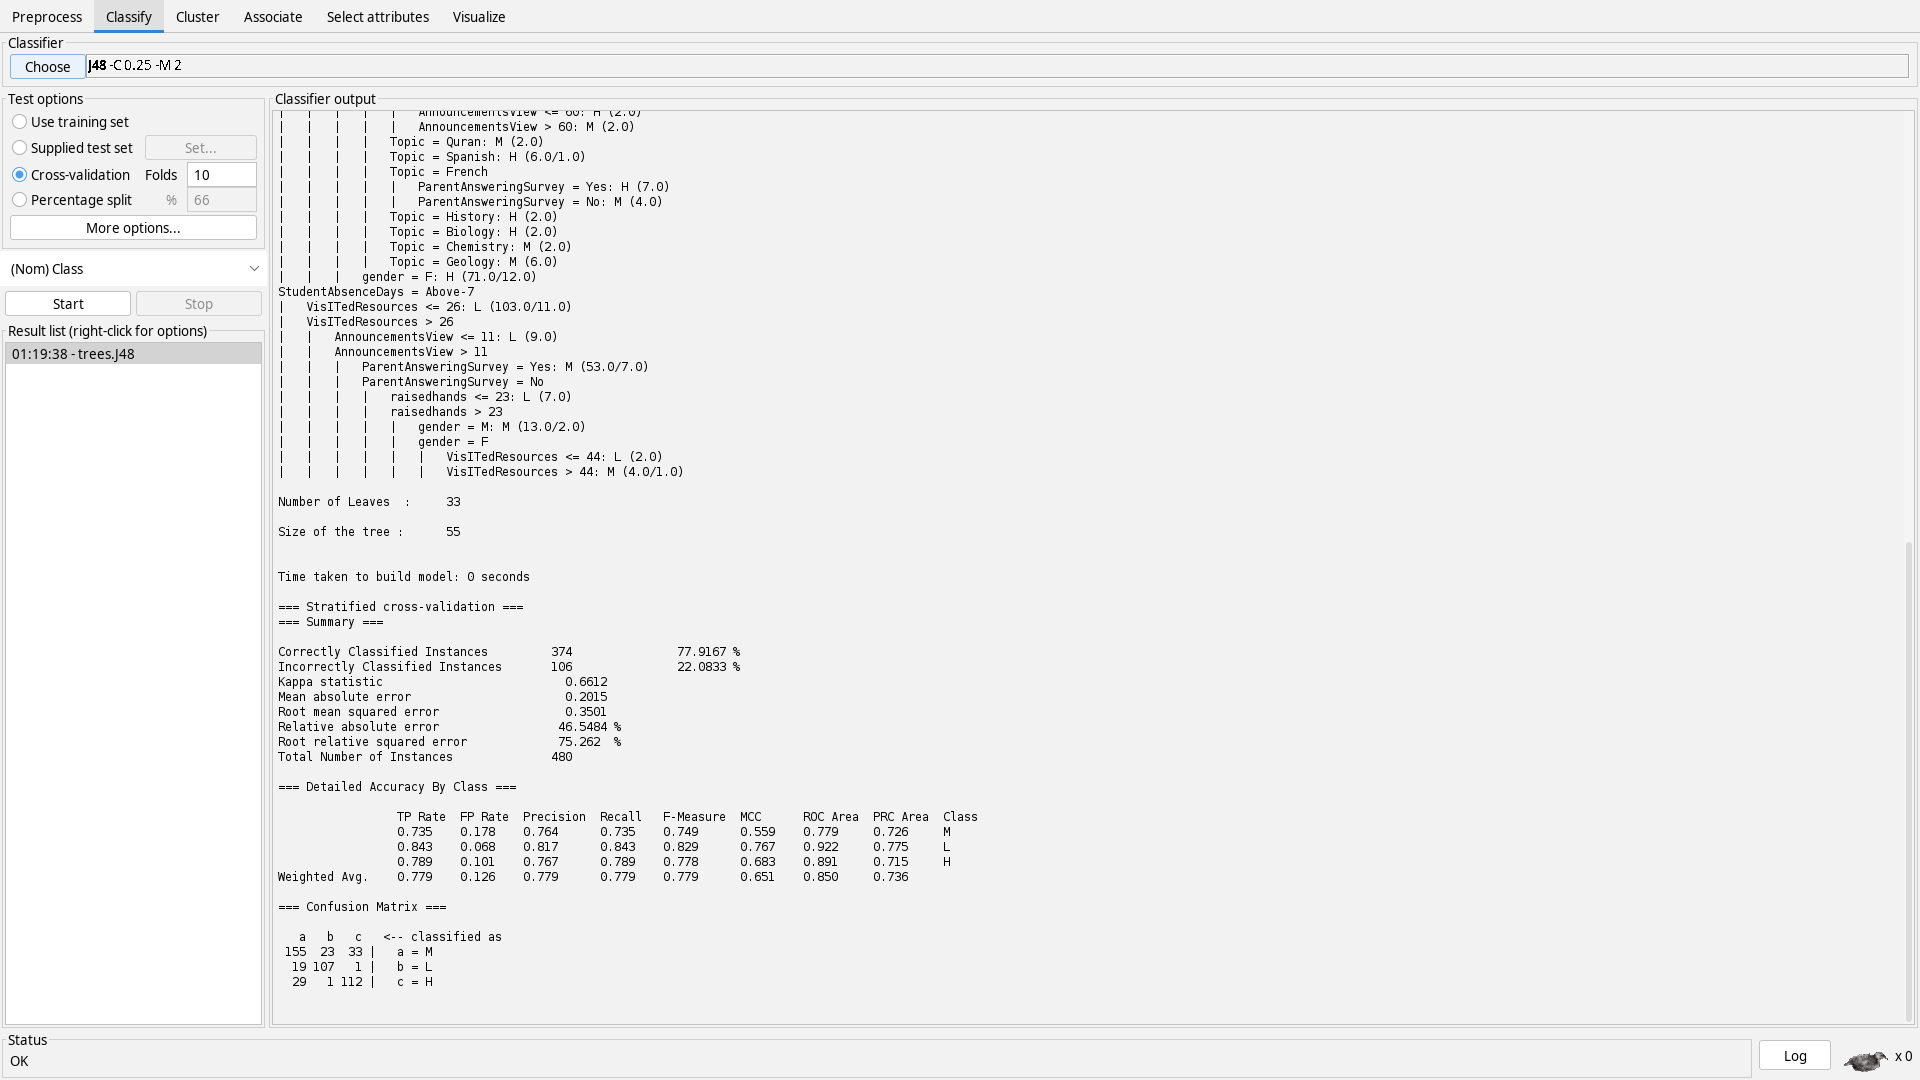 Preprocess Classify Cluster Associate Select attributes Visualize
Classifier
Choose J48 -C 0.25 -M 2
Test options
Use training set
Supplied test set Set...
Cross-validation Folds 10
Percentage split % 66
More options...
(Nom) Class
Start Stop
Result list (right-click for options)
01:19:38 - trees.J48
Classifier output
| | | | | AnnouncementsView <= 60: H (2.0)
| | | | | AnnouncementsView > 60: M (2.0)
| | | | Topic = Quran: M (2.0)
| | | | Topic = Spanish: H (6.0/1.0)
| | | | Topic = French
| | | | | ParentAnsweringSurvey = Yes: H (7.0)
| | | | | ParentAnsweringSurvey = No: M (4.0)
| | | | Topic = History: H (2.0)
| | | | Topic = Biology: H (2.0)
| | | | Topic = Chemistry: M (2.0)
| | | | Topic = Geology: M (6.0)
| | | gender = F: H (71.0/12.0)
StudentAbsenceDays = Above-7
| VisITedResources <= 26: L (103.0/11.0)
| VisITedResources > 26
| | AnnouncementsView <= 11: L (9.0)
| | AnnouncementsView > 11
| | | ParentAnsweringSurvey = Yes: M (53.0/7.0)
| | | ParentAnsweringSurvey = No
| | | | raisedhands <= 23: L (7.0)
| | | | raisedhands > 23
| | | | | gender = M: M (13.0/2.0)
| | | | | gender = F
| | | | | | VisITedResources <= 44: L (2.0)
| | | | | | VisITedResources > 44: M (4.0/1.0)
Number of Leaves : 33
Size of the tree : 55
Time taken to build model: 0 seconds
=== Stratified cross-validation ===
=== Summary ===
Correctly Classified Instances 374 77.9167 %
Incorrectly Classified Instances 106 22.0833 %
Kappa statistic 0.6612
Mean absolute error 0.2015
Root mean squared error 0.3501
Relative absolute error 46.5484 %
Root relative squared error 75.262 %
Total Number of Instances 480
=== Detailed Accuracy By Class ===
TP Rate FP Rate Precision Recall F-Measure MCC ROC Area PRC Area Class
0.735 0.178 0.764 0.735 0.749 0.559 0.779 0.726 M
0.843 0.068 0.817 0.843 0.829 0.767 0.922 0.775 L
0.789 0.101 0.767 0.789 0.778 0.683 0.891 0.715 H
Weighted Avg. 0.779 0.126 0.779 0.779 0.779 0.651 0.850 0.736
=== Confusion Matrix ===
a b c <-- classified as
155 23 33 | a = M
19 107 1 | b = L
29 1 112 | c = H
Status
OK
Log x 0